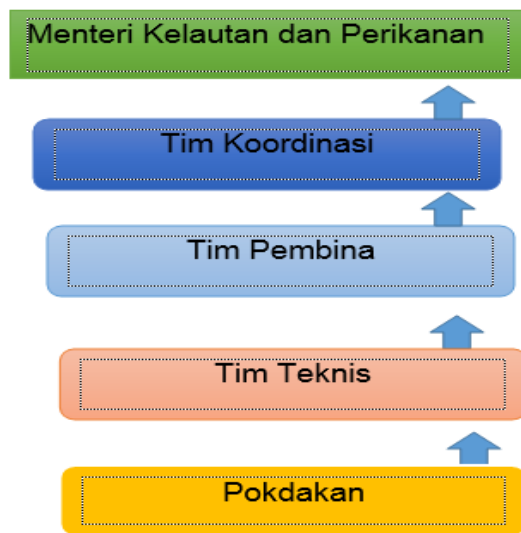 Menteri Kelautan dan Perikanan
Tim Koordinasi
Tim Pembina
Tim Teknis
Pokdakan